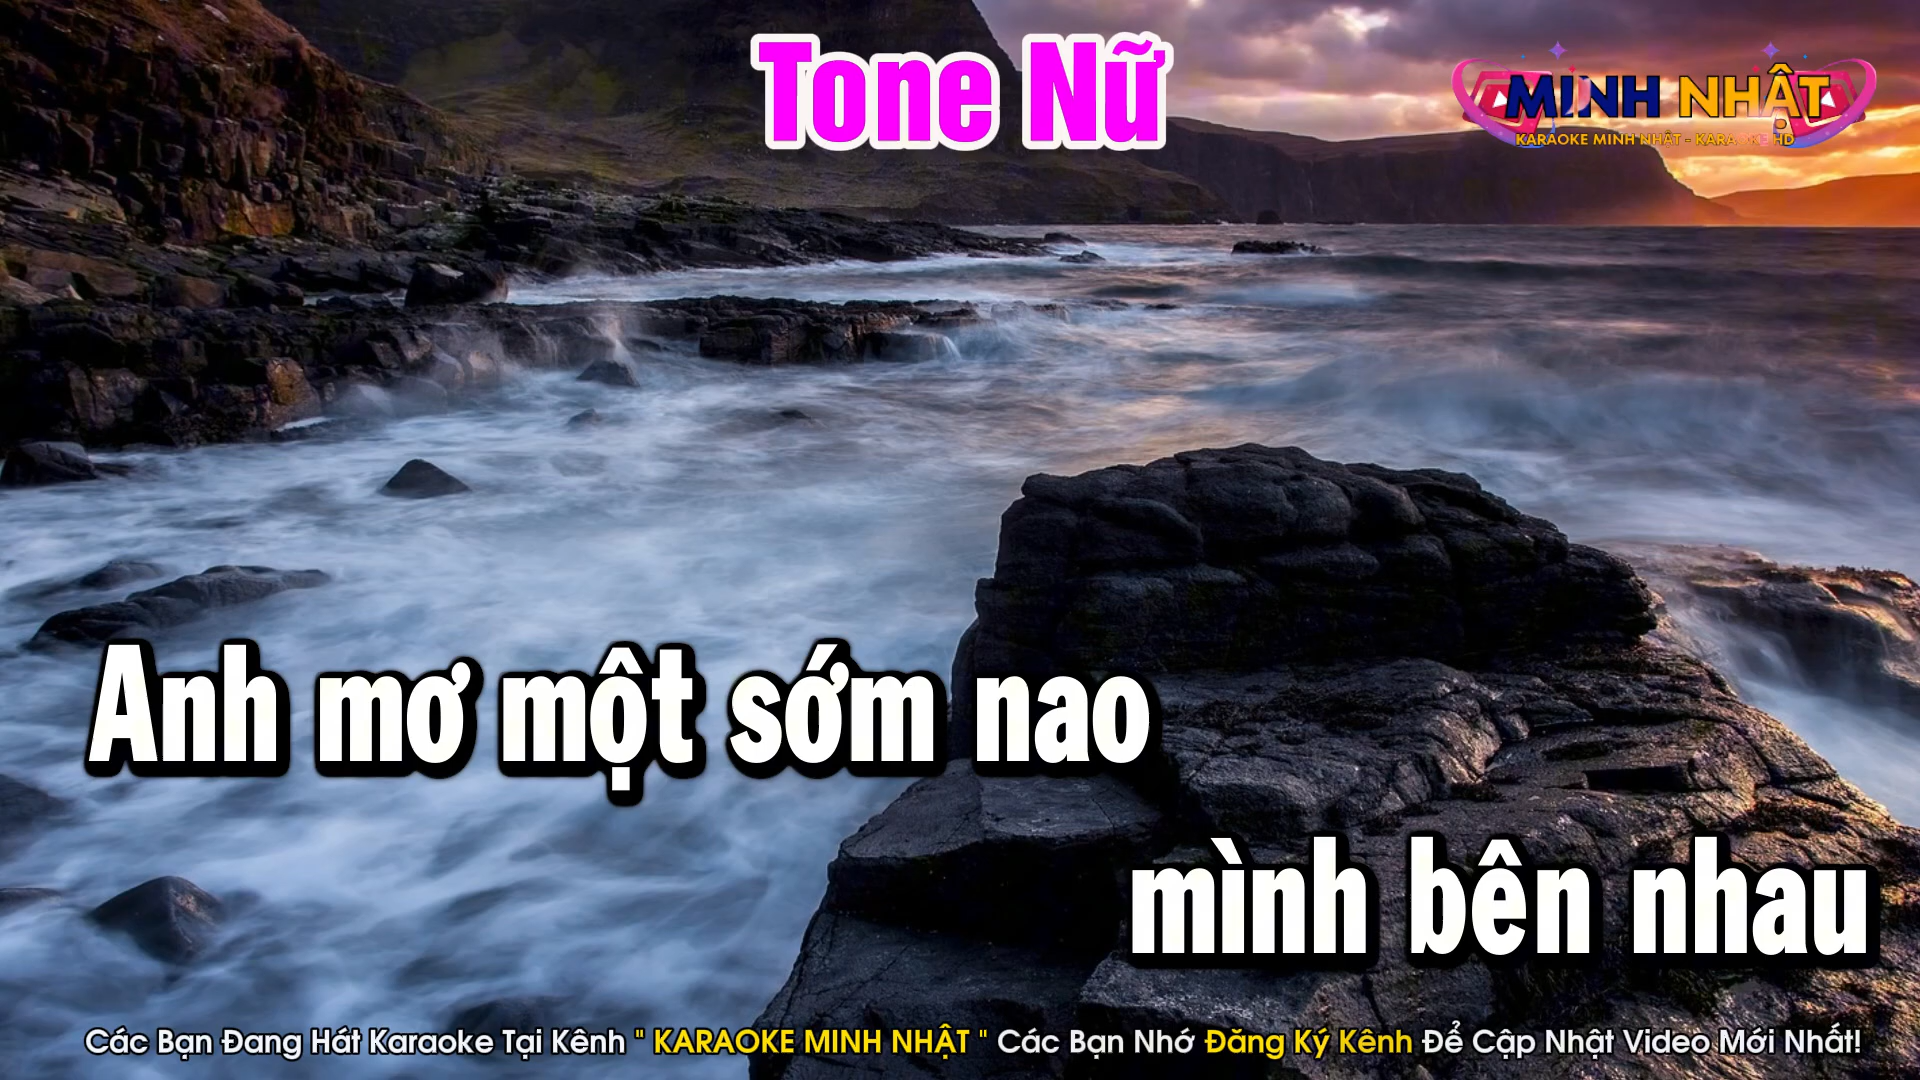 Tone Nữ
MINH NHẬT
KARAOKE MINH NHẬT - KARAOKE HD
Anh mơ một sớm nao
mình bên nhau
Các Bạn Đang Hát Karaoke Tại Kênh " KARAOKE MINH NHẬT " Các Bạn Nhớ Đăng Ký Kênh Để Cập Nhật Video Mới Nhất!